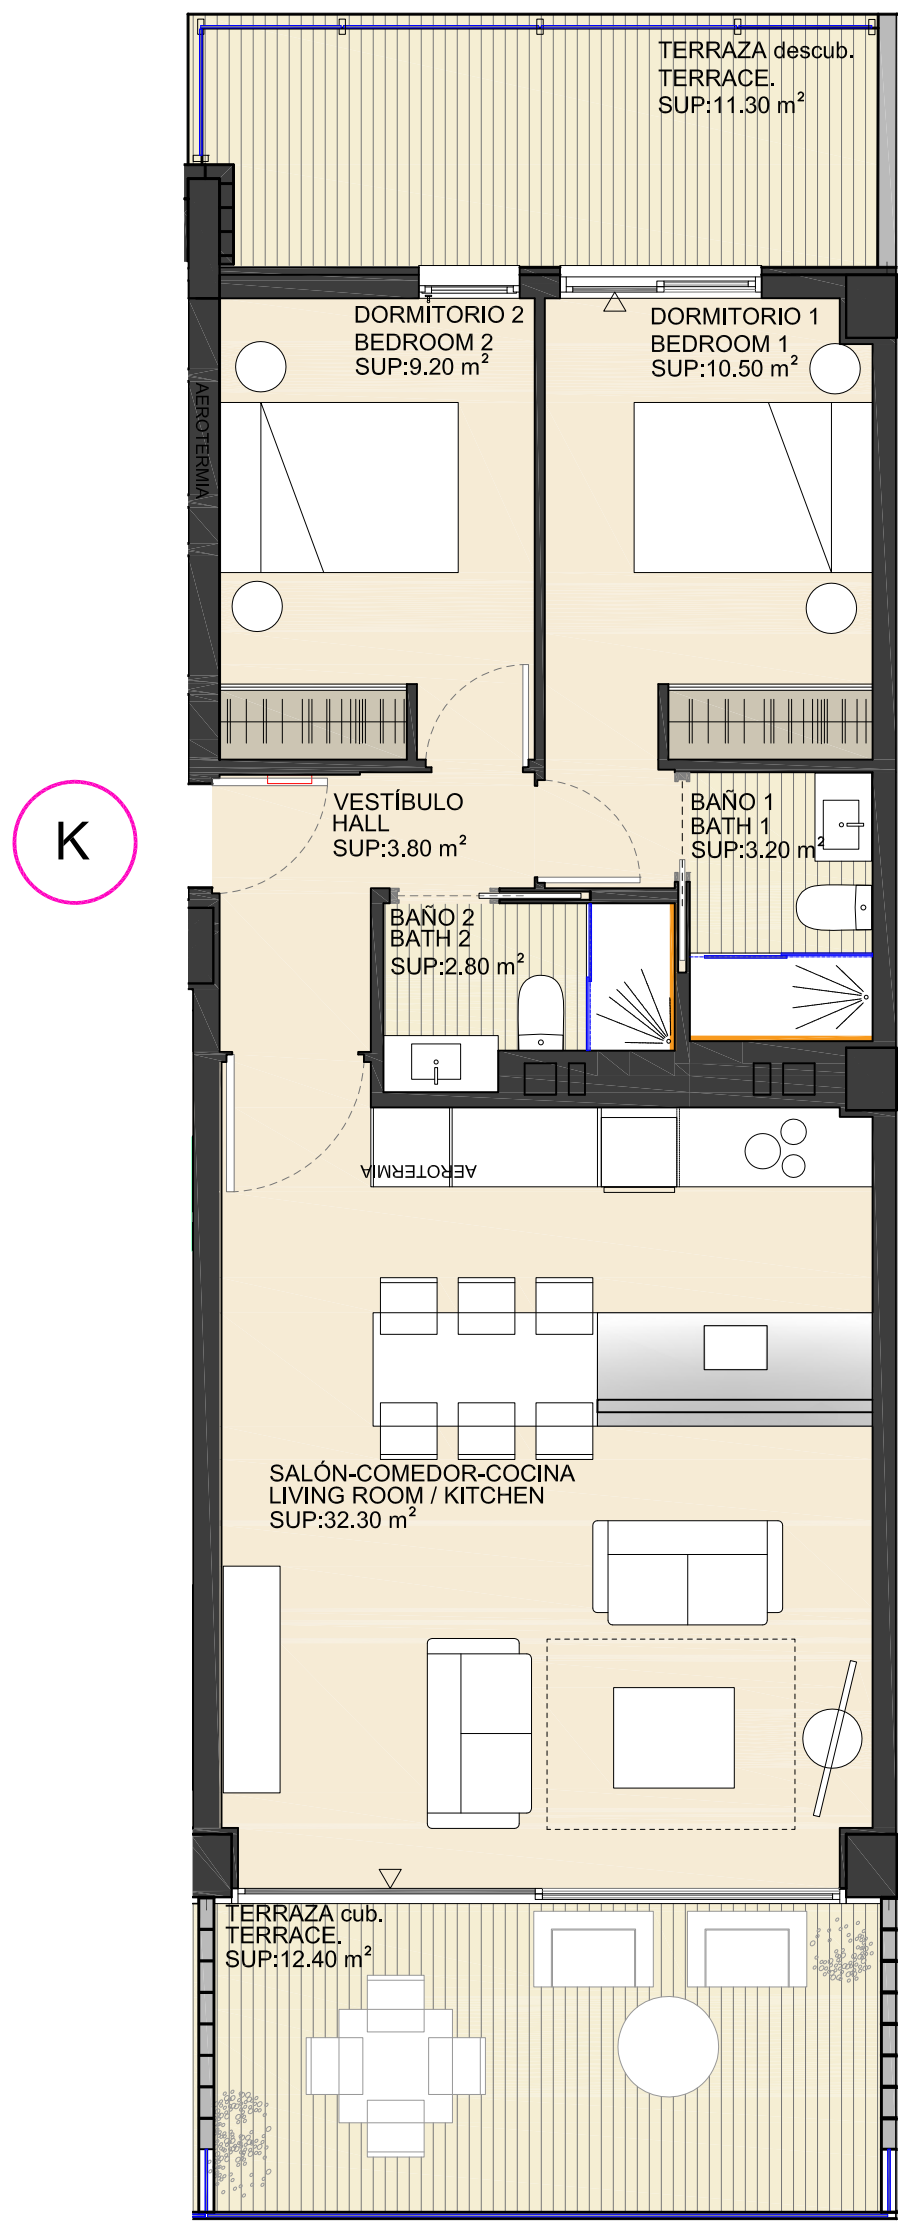 TERRAZA descub.
TERRACE.
SUP:11.30 m²
DORMITORIO 2
BEDROOM 2
SUP:9.20 m²
DORMITORIO 1
BEDROOM 1
SUP:10.50 m²
AEROTERMIA
K
VESTÍBULO
HALL
SUP:3.80 m²
BAÑO 1
BATH 1
SUP:3.20 m²
BAÑO 2
BATH 2
SUP:2.80 m²
AEROTERMIA
SALÓN-COMEDOR-COCINA
LIVING ROOM / KITCHEN
SUP:32.30 m²
TERRAZA cub.
TERRACE.
SUP:12.40 m²